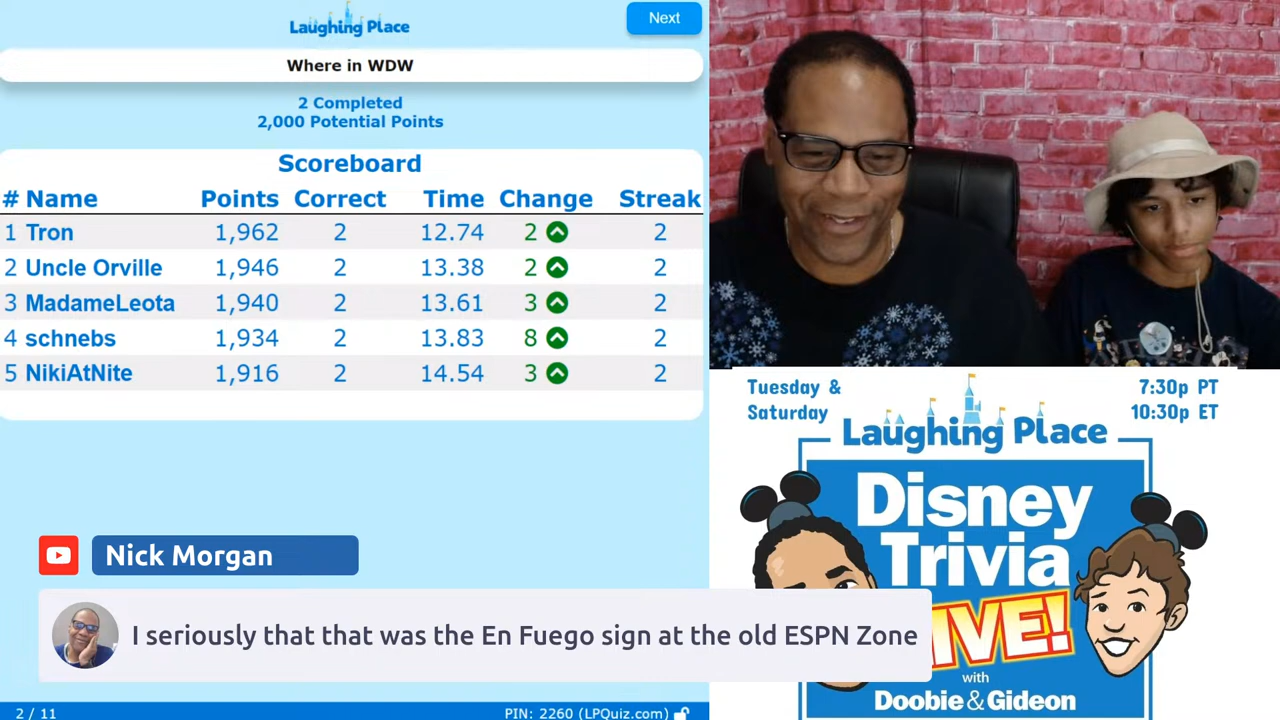 Laughing Place
Next
Where in WDW
2 Completed
2,000 Potential Points
Scoreboard
# Name Points Correct Time Change Streak
1 Tron 1,962 2 12.74 2 2
2 Uncle Orville 1,946 2 13.38 2 2
3 MadameLeota 1,940 2 13.61 3 2
4 schnebs 1,934 2 13.83 8 2
5 NikiAtNite 1,916 2 14.54 3 2
Nick Morgan
I seriously that that was the En Fuego sign at the old ESPN Zone
2 / 11
PIN: 2260 (LPQuiz.com)
Tuesday & 7:30p PT
Saturday 10:30p ET
Laughing Place
Disney
Trivia
IVE!
with
Doobie & Gideon